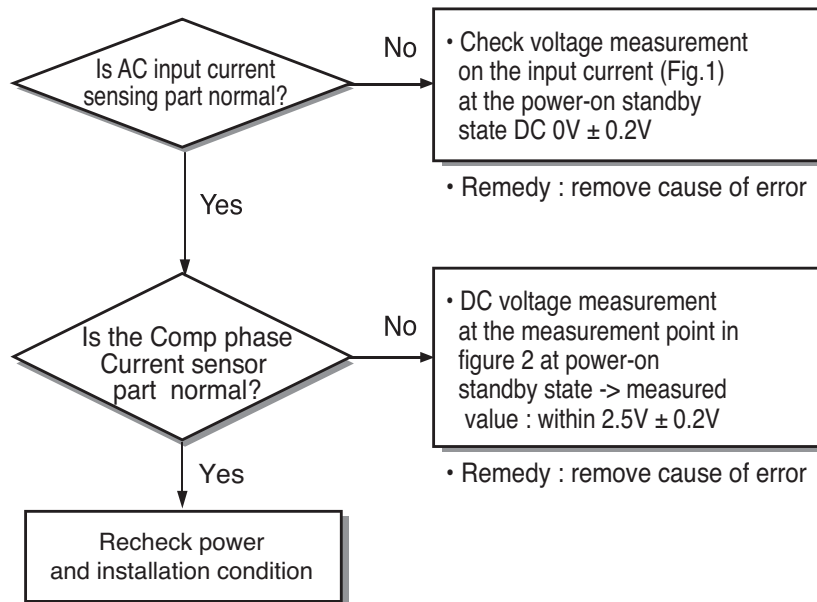 Is AC input current
sensing part normal?
No
• Check voltage measurement
on the input current (Fig.1)
at the power-on standby
state DC 0V ± 0.2V
• Remedy : remove cause of error
Yes
Is the Comp phase
Current sensor
part normal?
No
• DC voltage measurement
at the measurement point in
figure 2 at power-on
standby state -> measured
value : within 2.5V ± 0.2V
• Remedy : remove cause of error
Yes
Recheck power
and installation condition